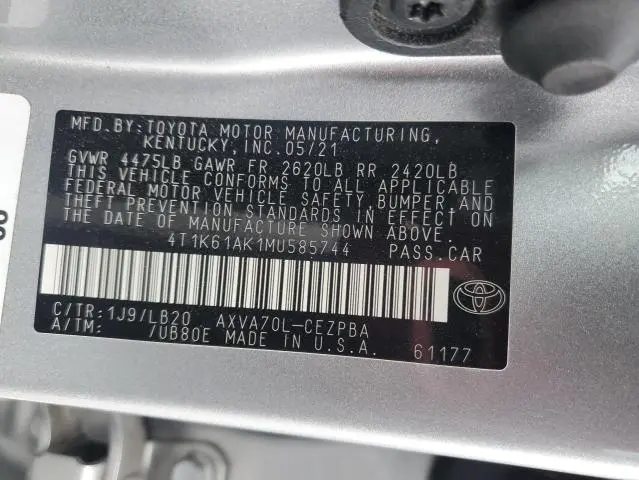 MFD.BY:TOYOTA MOTOR MANUFACTURING,
KENTUCKY,INC.05/21
GVWR 4475LB GAWR FR 2620LB RR 2420LB
THIS VEHICLE CONFORMS TO ALL APPLICABLE
FEDERAL MOTOR VEHICLE SAFETY,BUMPER,AND
THEFT PREVENTION STANDARDS IN EFFECT ON
THE DATE OF MANUFACTURE SHOWN ABOVE.
4T1K61AK1MU585744 PASS.CAR
C/TR:1J9/LB20 AXVA70L-CEZPBA
A/TM: /UB80E MADE IN U.S.A. 61177